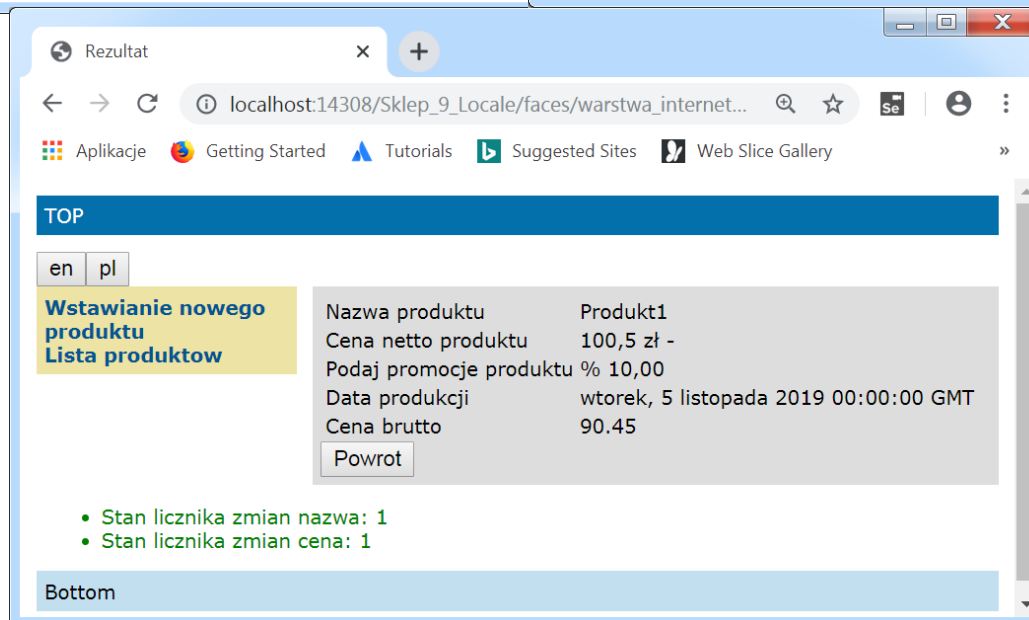 Rezultat
localhost:14308/Sklep_9_Locale/faces/warstwa_internet...
Se
Aplikacje Getting Started Tutorials Suggested Sites Web Slice Gallery »
TOP
en pl
Wstawianie nowego
produktu
Lista produktow
Nazwa produktu Produkt1
Cena netto produktu 100,5 zł -
Podaj promocje produktu % 10,00
Data produkcji wtorek, 5 listopada 2019 00:00:00 GMT
Cena brutto 90.45
Powrot
Stan licznika zmian nazwa: 1
Stan licznika zmian cena: 1
Bottom